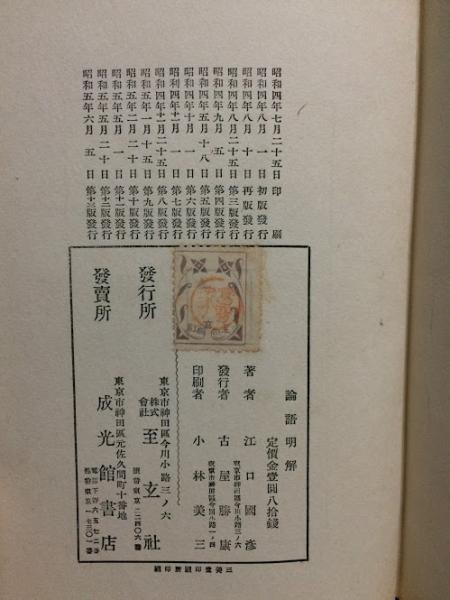 昭和四年七月二十五日印刷
昭和四年八月一日初版發行
昭和四年八月十日再版發行
昭和四年八月二十五日第三版發行
昭和四年九月五日第四版發行
昭和四年五月十八日第五版發行
昭和四年十月一日第六版發行
昭和四年十一月一日第七版發行
昭和四年十二月二十五日第八版發行
昭和五年一月十五日第九版發行
昭和五年二月二十日第十版發行
昭和五年五月一日第十一版發行
昭和五年五月二十日第十二版發行
昭和五年六月五日第十三版發行
論語明解
定價金壹圓八拾錢
著者 江口國彥
東京市神田區今川小路三ノ六
發行者 古屋勝康
印刷者 小林美三
發行所
東京市神田區今川小路三ノ六
株式會社 至玄社
發賣所
東京市神田區元佐久間町十番地
成光館書店